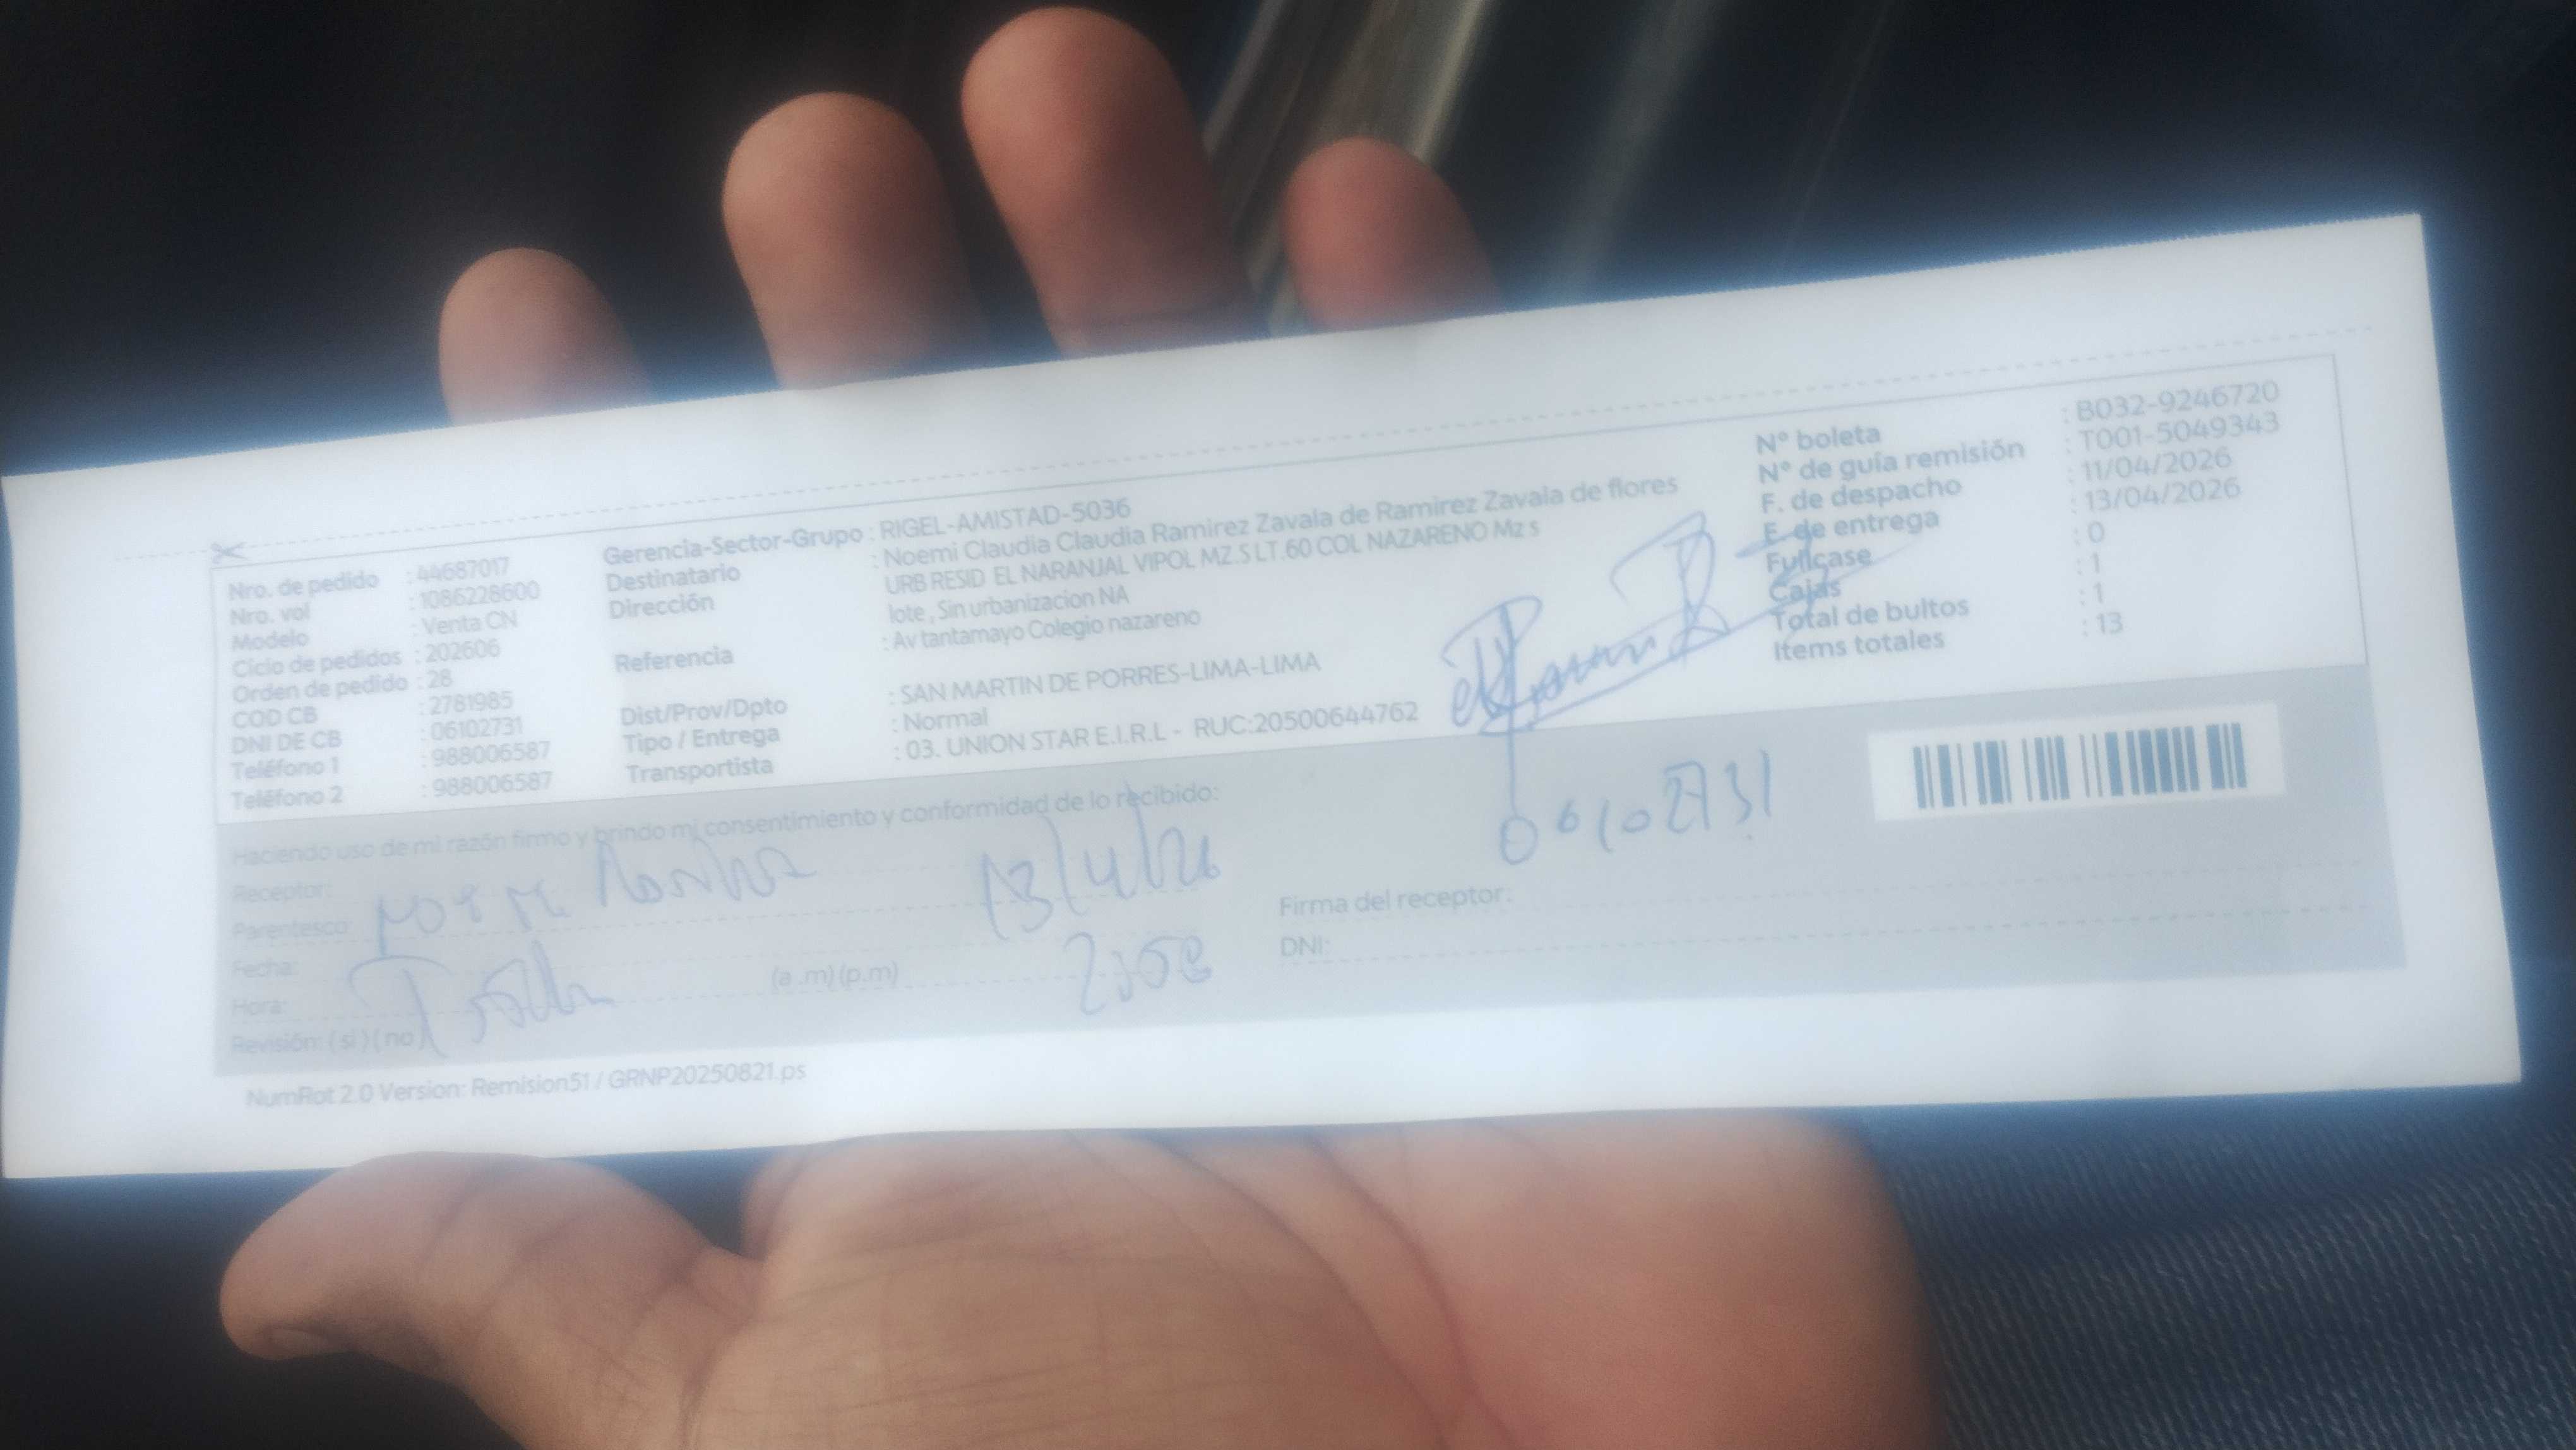 Nro. de pedido : 44687017
Nro. vol : 1086228600
Modelo : Venta CN
Ciclo de pedidos : 202606
Orden de pedido : 28
COD CB : 2781985
DNI DE CB : 06102731
Teléfono 1 : 988006587
Teléfono 2 : 988006587
Gerencia-Sector-Grupo : RIGEL-AMISTAD-5036
Destinatario : Noemi Claudia Claudia Ramirez Zavala de Ramirez Zavala de flores
Dirección URB RESID EL NARANJAL VIPOL MZ.S LT.60 COL NAZARENO Mz s
lote , Sin urbanizacion NA
Referencia : Av tantamayo Colegio nazareno
Dist/Prov/Dpto : SAN MARTIN DE PORRES-LIMA-LIMA
Tipo / Entrega : Normal
Transportista : 03. UNION STAR E.I.R.L - RUC:20500644762
N° boleta : B032-9246720
N° de guía remisión : T001-5049343
F. de despacho : 11/04/2026
F. de entrega : 13/04/2026
Fullcase : 0
Cajas : 1
Total de bultos : 1
Items totales : 13
Haciendo uso de mi razón firmo y brindo mi consentimiento y conformidad de lo recibido:
Receptor:
Parentesco:
Fecha: 13/4/26
Hora: (a .m) (p.m)
Revisión: ( si ) ( no )
06102731
Firma del receptor:
DNI:
NumRot 2.0 Version: Remision51 / GRNP20250821.ps